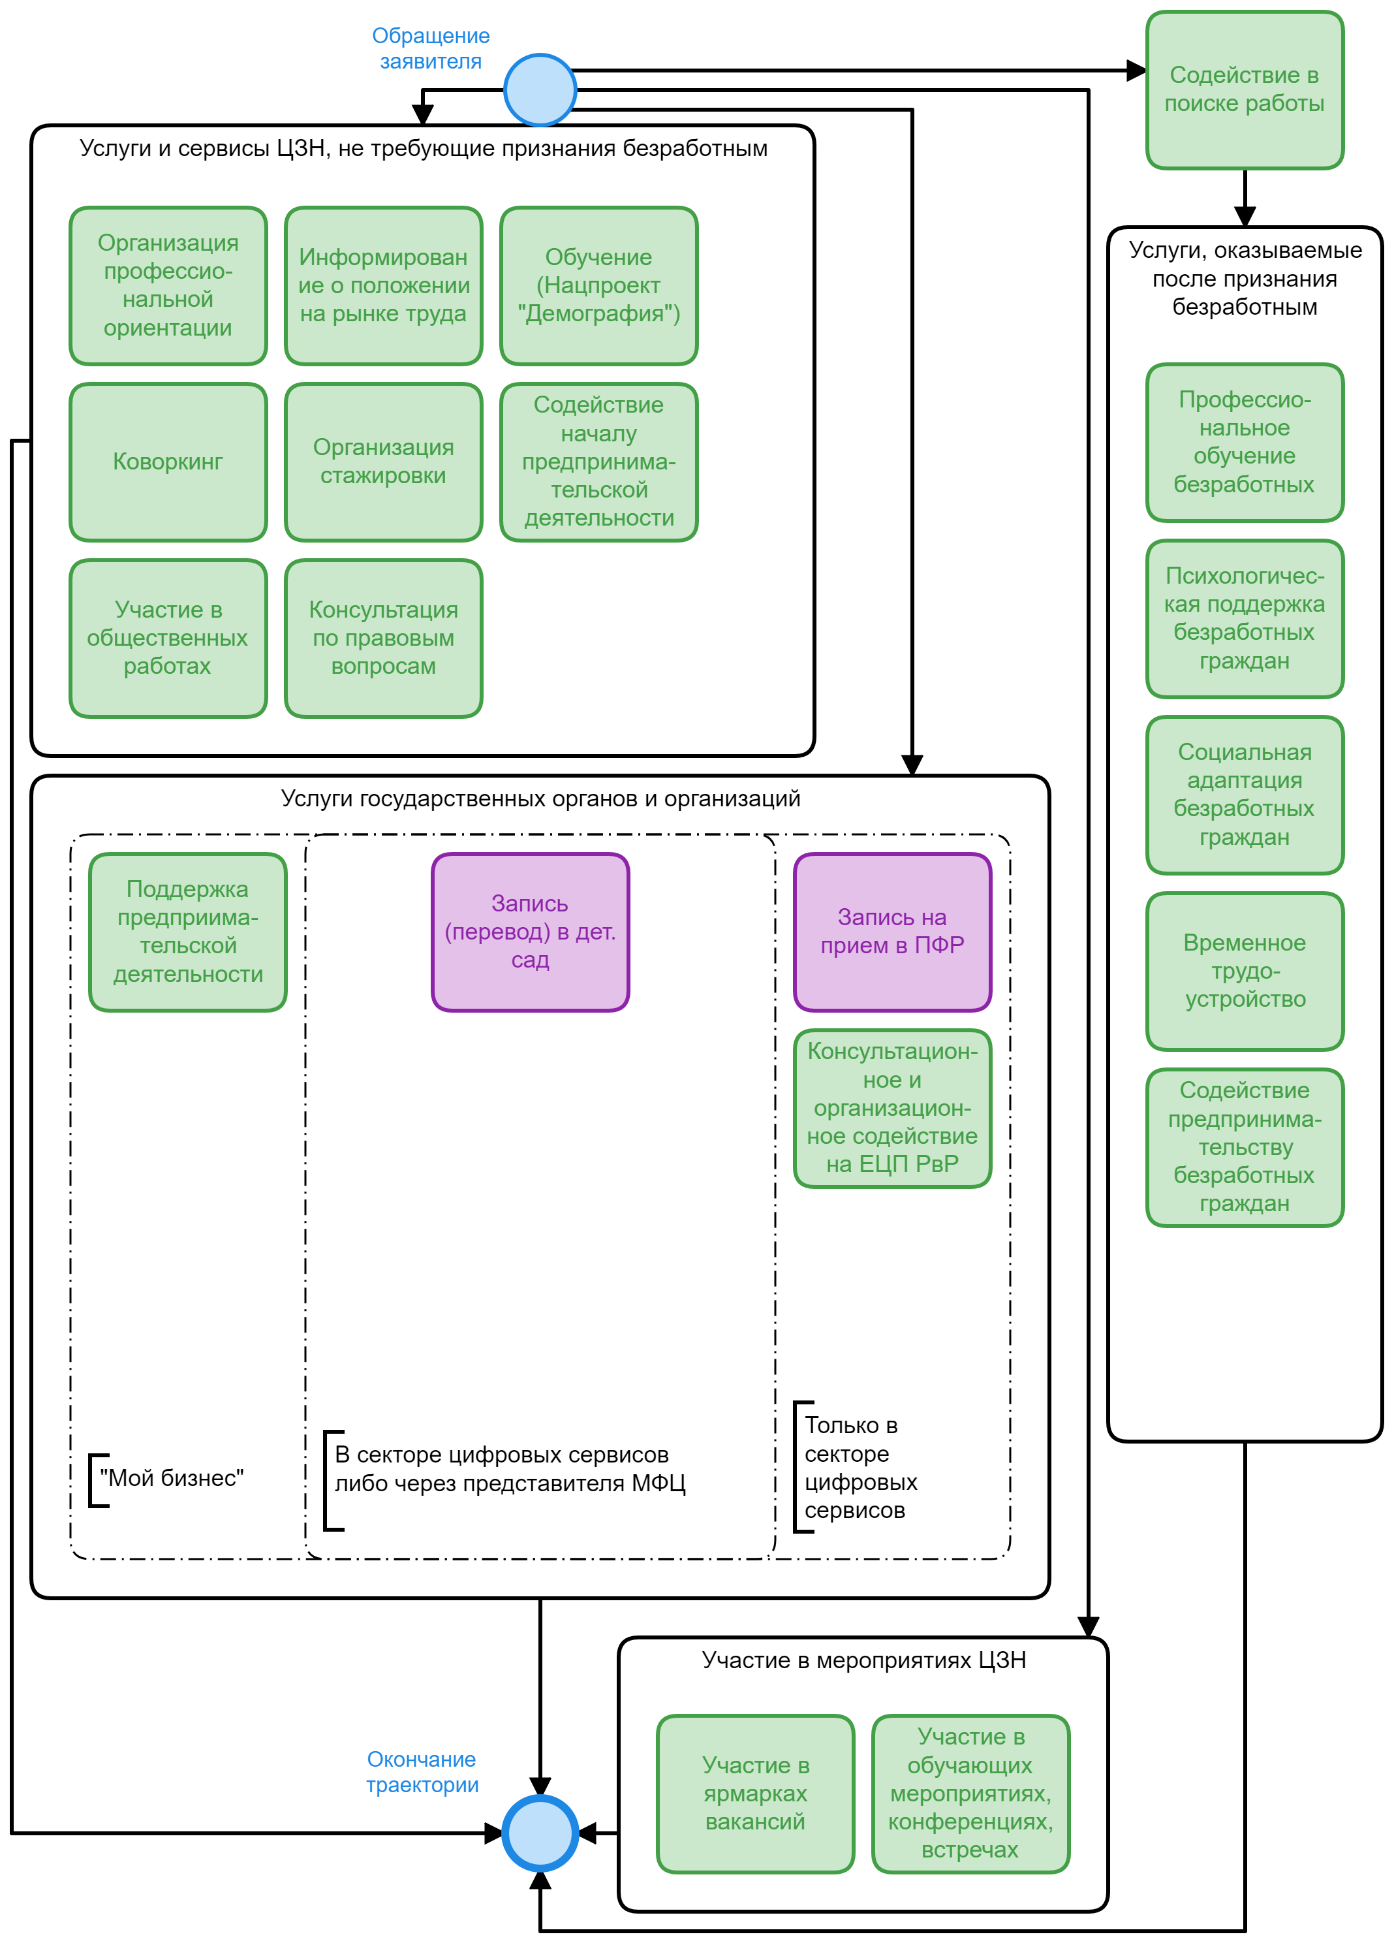 Обращение
заявителя
Содействие в
поиске работы
Услуги и сервисы ЦЗН, не требующие признания безработным
Организация
профессио-
нальной
ориентации
Информирован
ие о положении
на рынке труда
Обучение
(Нацпроект
"Демография")
Коворкинг
Организация
стажировки
Содействие
началу
предпринима-
тельской
деятельности
Участие в
общественных
работах
Консультация
по правовым
вопросам
Услуги, оказываемые
после признания
безработным
Профессио-
нальное
обучение
безработных
Психологичес-
кая поддержка
безработных
граждан
Социальная
адаптация
безработных
граждан
Временное
трудо-
устройство
Содействие
предпринима-
тельству
безработных
граждан
Услуги государственных органов и организаций
Поддержка
предприима-
тельской
деятельности
Запись
(перевод) в дет.
сад
Запись на
прием в ПФР
Консультацион-
ное и
организацион-
ное содействие
на ЕЦП РвР
"Мой бизнес"
В секторе цифровых сервисов
либо через представителя МФЦ
Только в
секторе
цифровых
сервисов
Участие в мероприятиях ЦЗН
Участие в
ярмарках
вакансий
Участие в
обучающих
мероприятиях,
конференциях,
встречах
Окончание
траектории